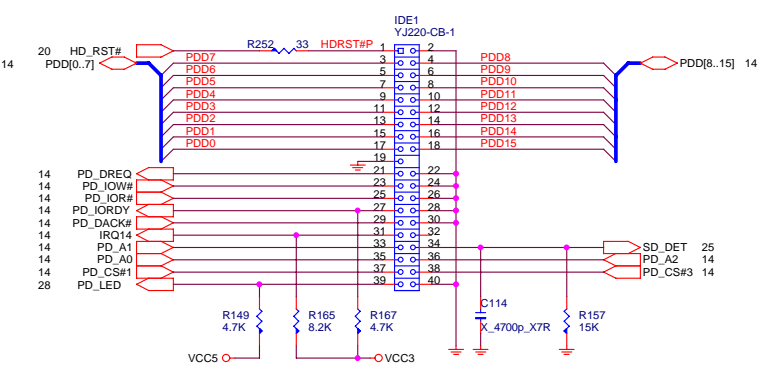 IDE1
YJ220-CB-1
20 HD_RST# R252 33 HDRST#P 1 2
14 PDD[0..7] PDD7 3 4 PDD8 PDD[8..15] 14
PDD6 5 6 PDD9
PDD5 7 8 PDD10
PDD4 9 10 PDD11
PDD3 11 12 PDD12
PDD2 13 14 PDD13
PDD1 15 16 PDD14
PDD0 17 18 PDD15
19
14 PD_DREQ 21 22
14 PD_IOW# 23 24
14 PD_IOR# 25 26
14 PD_IORDY 27 28
14 PD_DACK# 29 30
14 IRQ14 31 32
14 PD_A1 33 34 SD_DET 25
14 PD_A0 35 36 PD_A2 14
14 PD_CS#1 37 38 PD_CS#3 14
28 PD_LED 39 40
C114
R149 R165 R167 R157
4.7K 8.2K 4.7K X_4700p_X7R 15K
VCC5 VCC3